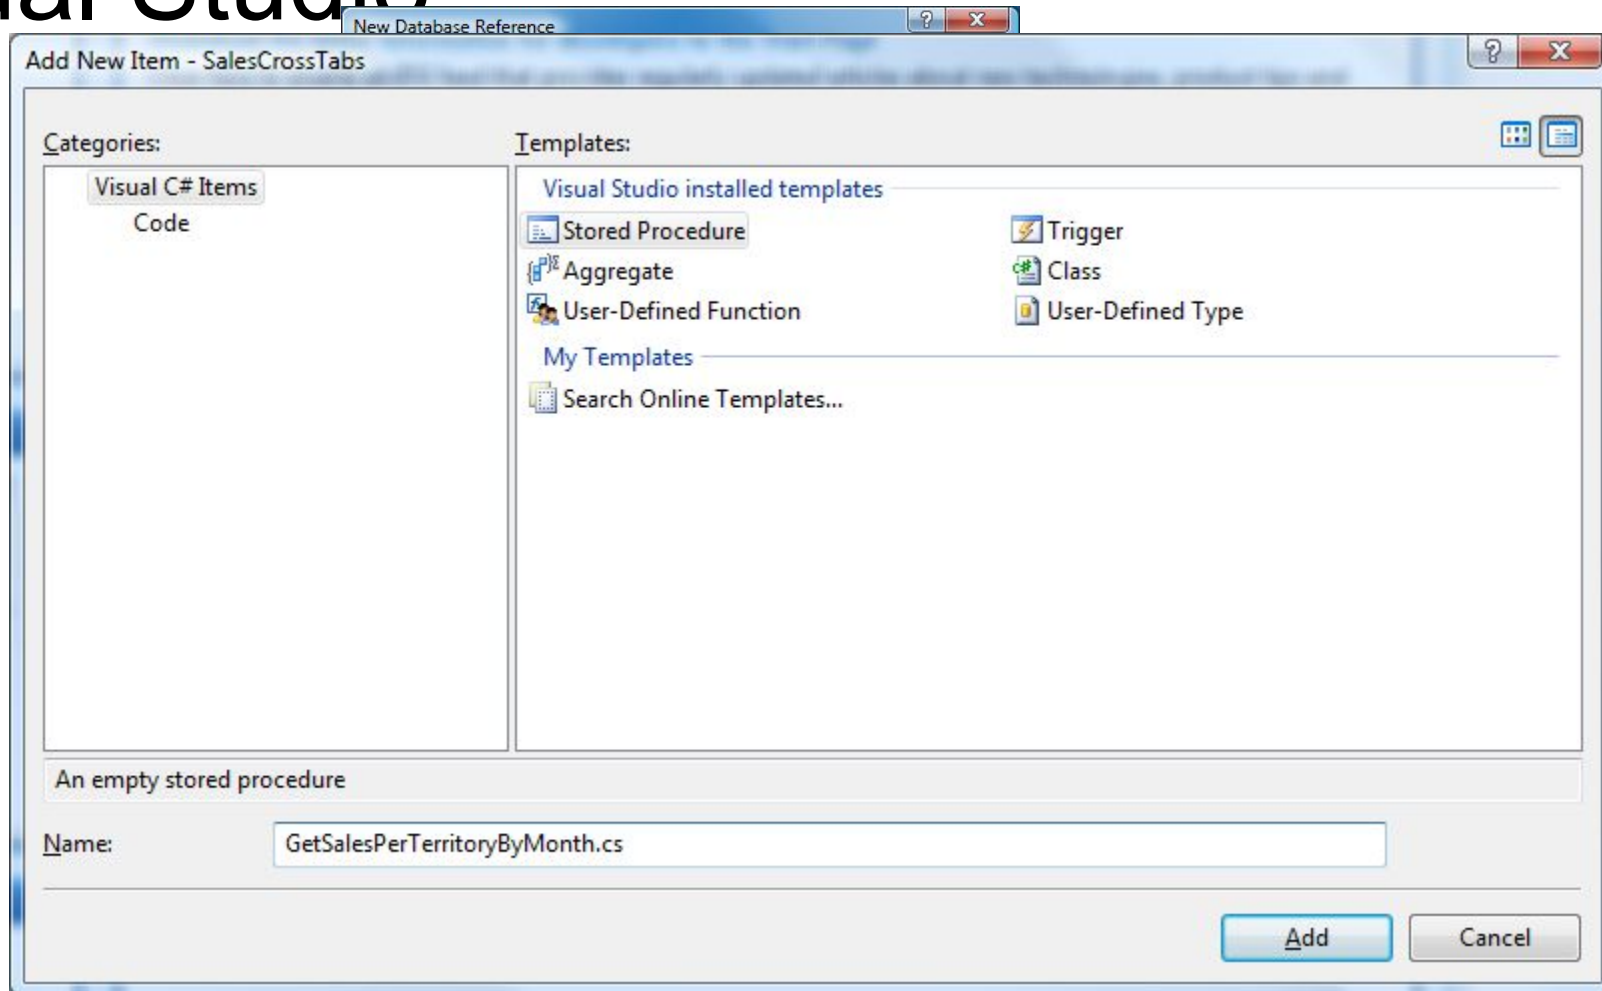 Studio
New Database Reference
Add New Item - SalesCrossTabs
Categories:
Templates:
Visual C# Items
Code
Visual Studio installed templates
Stored Procedure
Trigger
Aggregate
Class
User-Defined Function
User-Defined Type
My Templates
Search Online Templates...
An empty stored procedure
Name:
GetSalesPerTerritoryByMonth.cs
Add
Cancel